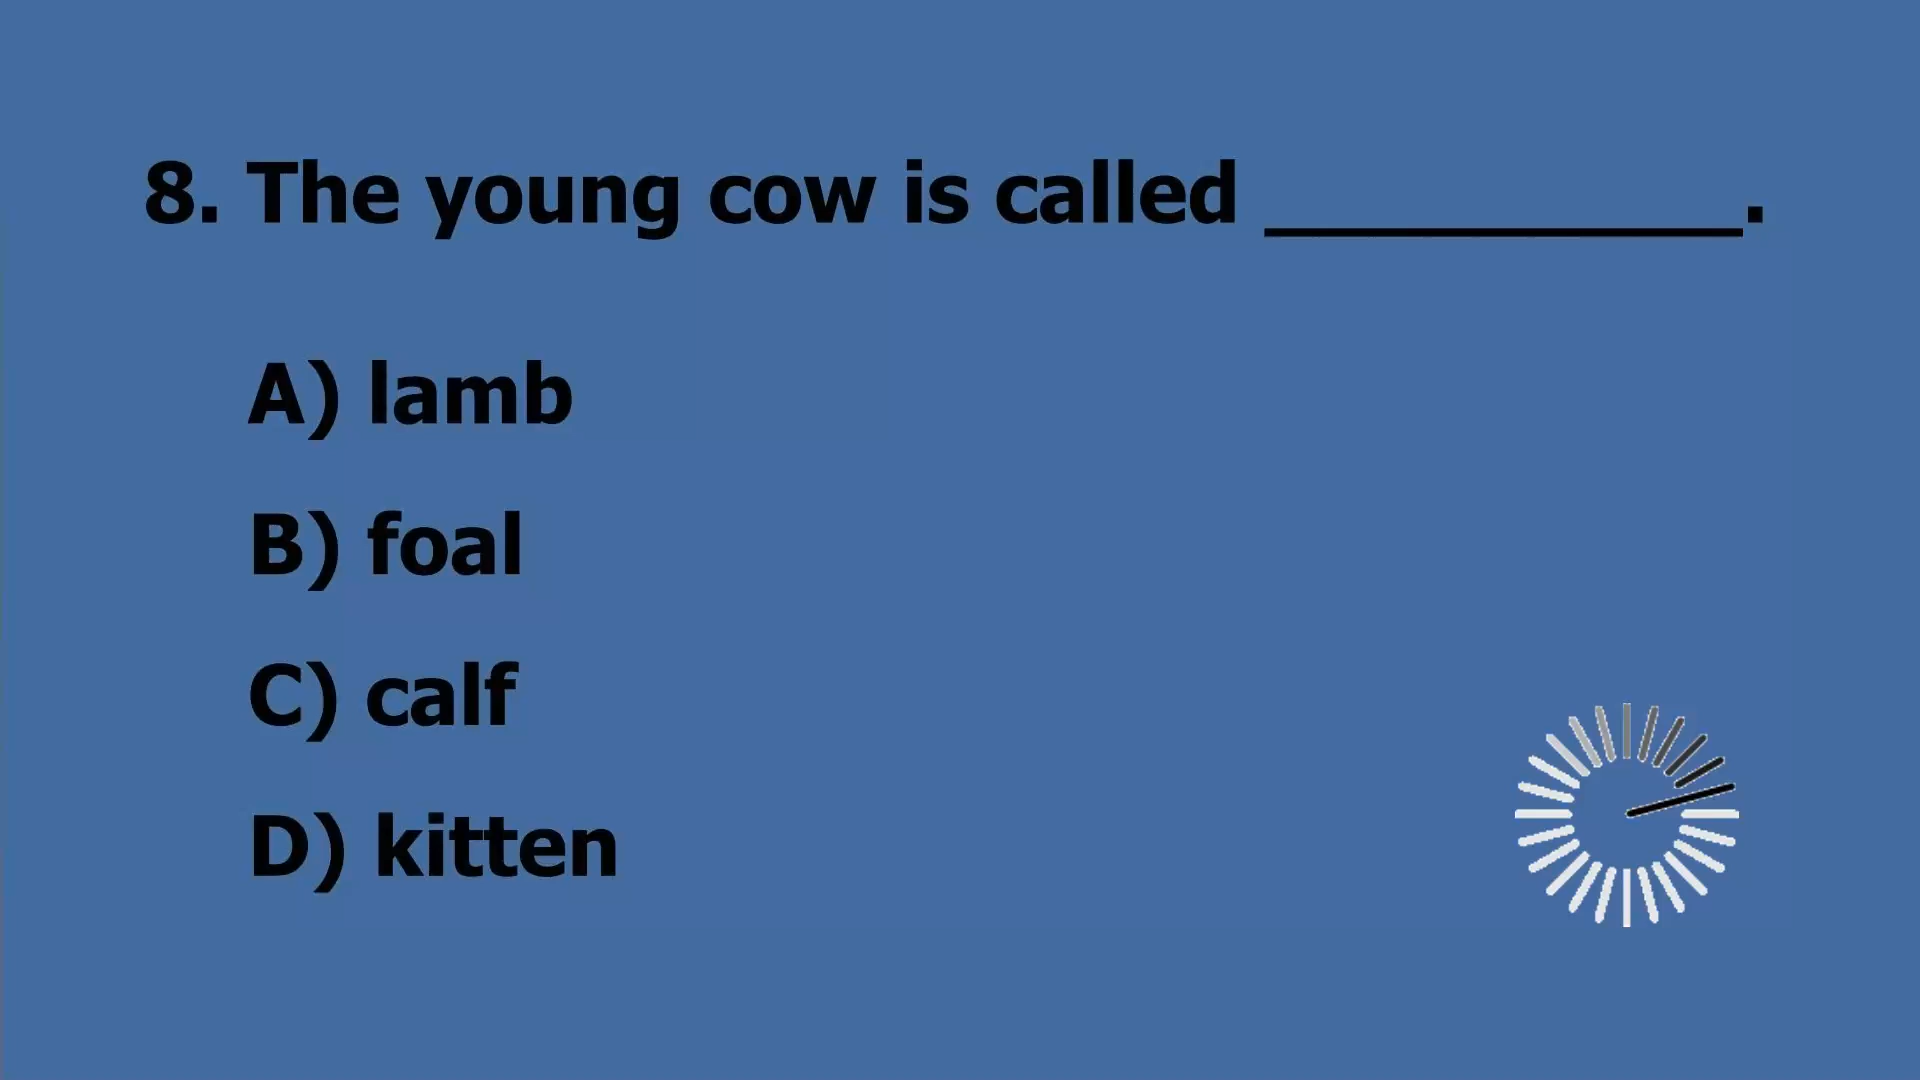 8. The young cow is called __________.
A) lamb
B) foal
C) calf
D) kitten